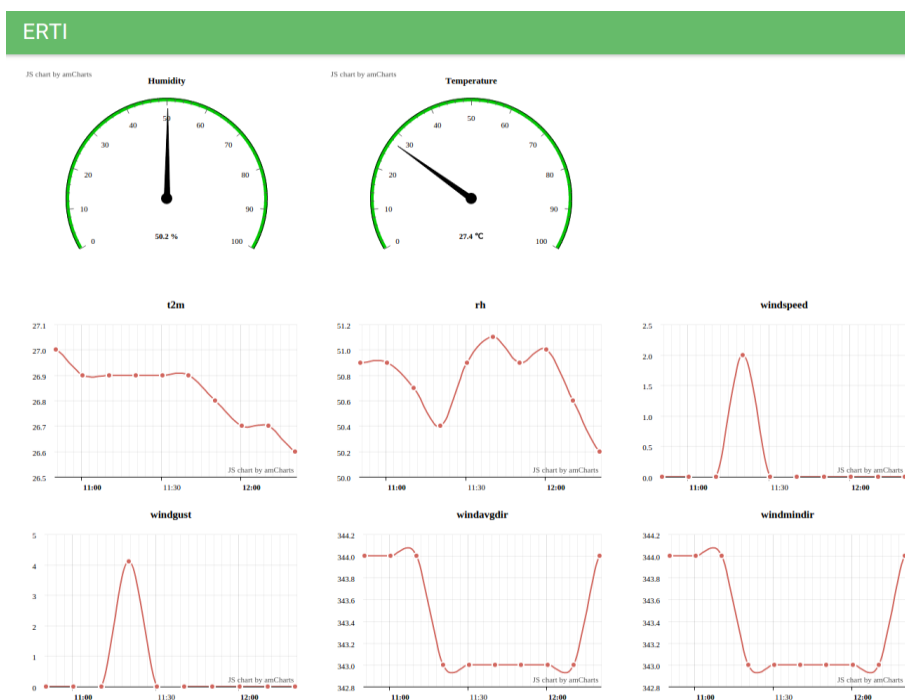 ERTI
JS chart by amCharts
Humidity
0
10
20
30
40
50
60
70
80
90
100
50.2 %
JS chart by amCharts
Temperature
0
10
20
30
40
50
60
70
80
90
100
27.4 ℃
t2m
27.1
27.0
26.9
26.8
26.7
26.6
26.5
JS chart by amCharts
11:00 11:30 12:00
rh
51.2
51.0
50.8
50.6
50.4
50.2
50.0
JS chart by amCharts
11:00 11:30 12:00
windspeed
2.5
2.0
1.5
1.0
0.5
0.0
JS chart by amCharts
11:00 11:30 12:00
windgust
5
4
3
2
1
0
JS chart by amCharts
11:00 11:30 12:00
windavgdir
344.2
344.0
343.8
343.6
343.4
343.2
343.0
342.8
JS chart by amCharts
11:00 11:30 12:00
windmindir
344.2
344.0
343.8
343.6
343.4
343.2
343.0
342.8
JS chart by amCharts
11:00 11:30 12:00